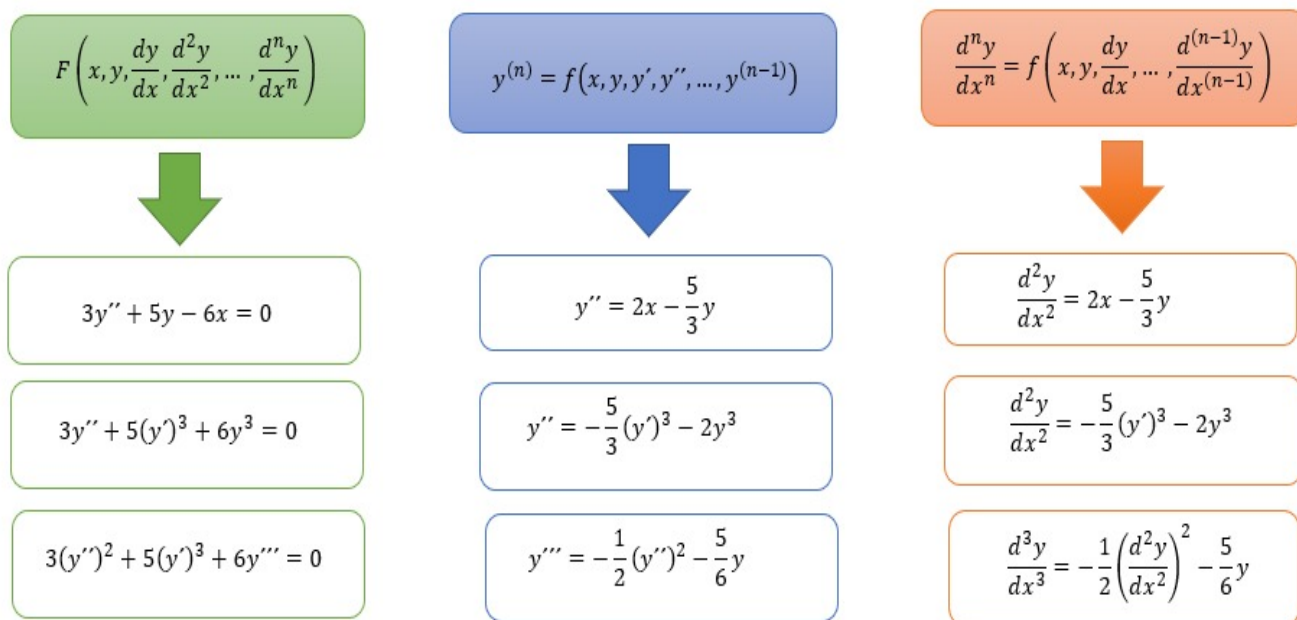 F(x, y, dy/dx, d²y/dx², … , dⁿy/dxⁿ)
y⁽ⁿ⁾ = f(x, y, y′, y′′, … , y⁽ⁿ⁻¹⁾)
dⁿy/dxⁿ = f(x, y, dy/dx, … , d⁽ⁿ⁻¹⁾y/dx⁽ⁿ⁻¹⁾)
3y′′ + 5y − 6x = 0
y′′ = 2x − 5/3 y
d²y/dx² = 2x − 5/3 y
3y′′ + 5(y′)³ + 6y³ = 0
y′′ = −5/3 (y′)³ − 2y³
d²y/dx² = −5/3 (y′)³ − 2y³
3(y′′)² + 5(y′)³ + 6y′′′ = 0
y′′′ = −1/2 (y′′)² − 5/6 y
d³y/dx³ = −1/2 (d²y/dx²)² − 5/6 y